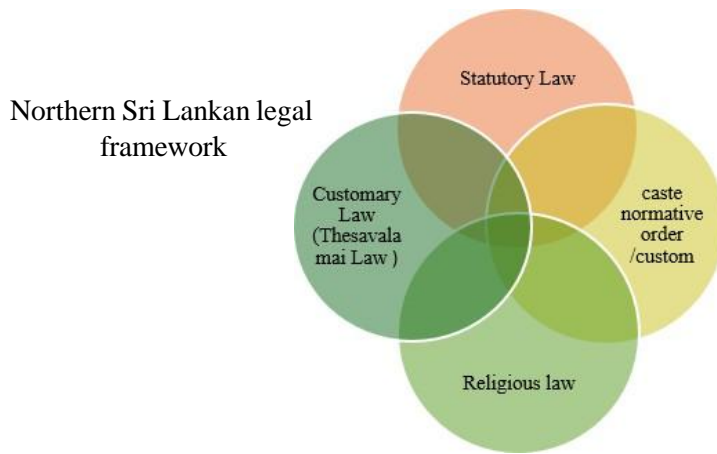 Northern Sri Lankan legal
framework
Statutory Law
Customary
Law
(Thesavala
mai Law )
caste
normative
order
/custom
Religious law